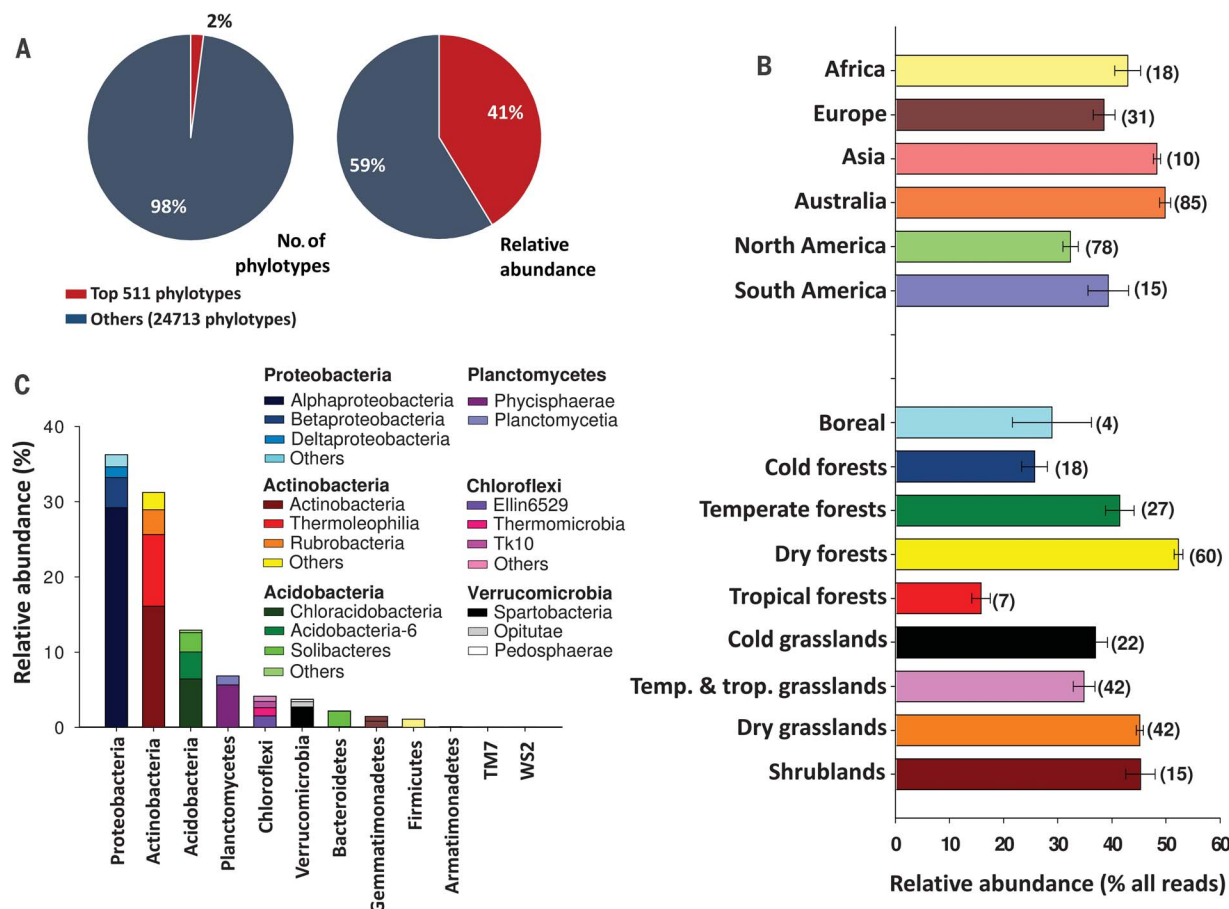 A
2%
98%
No. of
phylotypes
59%
41%
Relative
abundance
Top 511 phylotypes
Others (24713 phylotypes)
B
Africa
(18)
Europe
(31)
Asia
(10)
Australia
(85)
North America
(78)
South America
(15)
Boreal
(4)
Cold forests
(18)
Temperate forests
(27)
Dry forests
(60)
Tropical forests
(7)
Cold grasslands
(22)
Temp. & trop. grasslands
(42)
Dry grasslands
(42)
Shrublands
(15)
0 10 20 30 40 50 60
Relative abundance (% all reads)
C
Relative abundance (%)
40
30
20
10
0
Proteobacteria
Alphaproteobacteria
Betaproteobacteria
Deltaproteobacteria
Others
Actinobacteria
Actinobacteria
Thermoleophilia
Rubrobacteria
Others
Acidobacteria
Chloracidobacteria
Acidobacteria-6
Solibacteres
Others
Planctomycetes
Phycisphaerae
Planctomycetia
Chloroflexi
Ellin6529
Thermomicrobia
Tk10
Others
Verrucomicrobia
Spartobacteria
Opitutae
Pedosphaerae
Proteobacteria
Actinobacteria
Acidobacteria
Planctomycetes
Chloroflexi
Verrucomicrobia
Bacteroidetes
Gemmatimonadetes
Firmicutes
Armatimonadetes
TM7
WS2